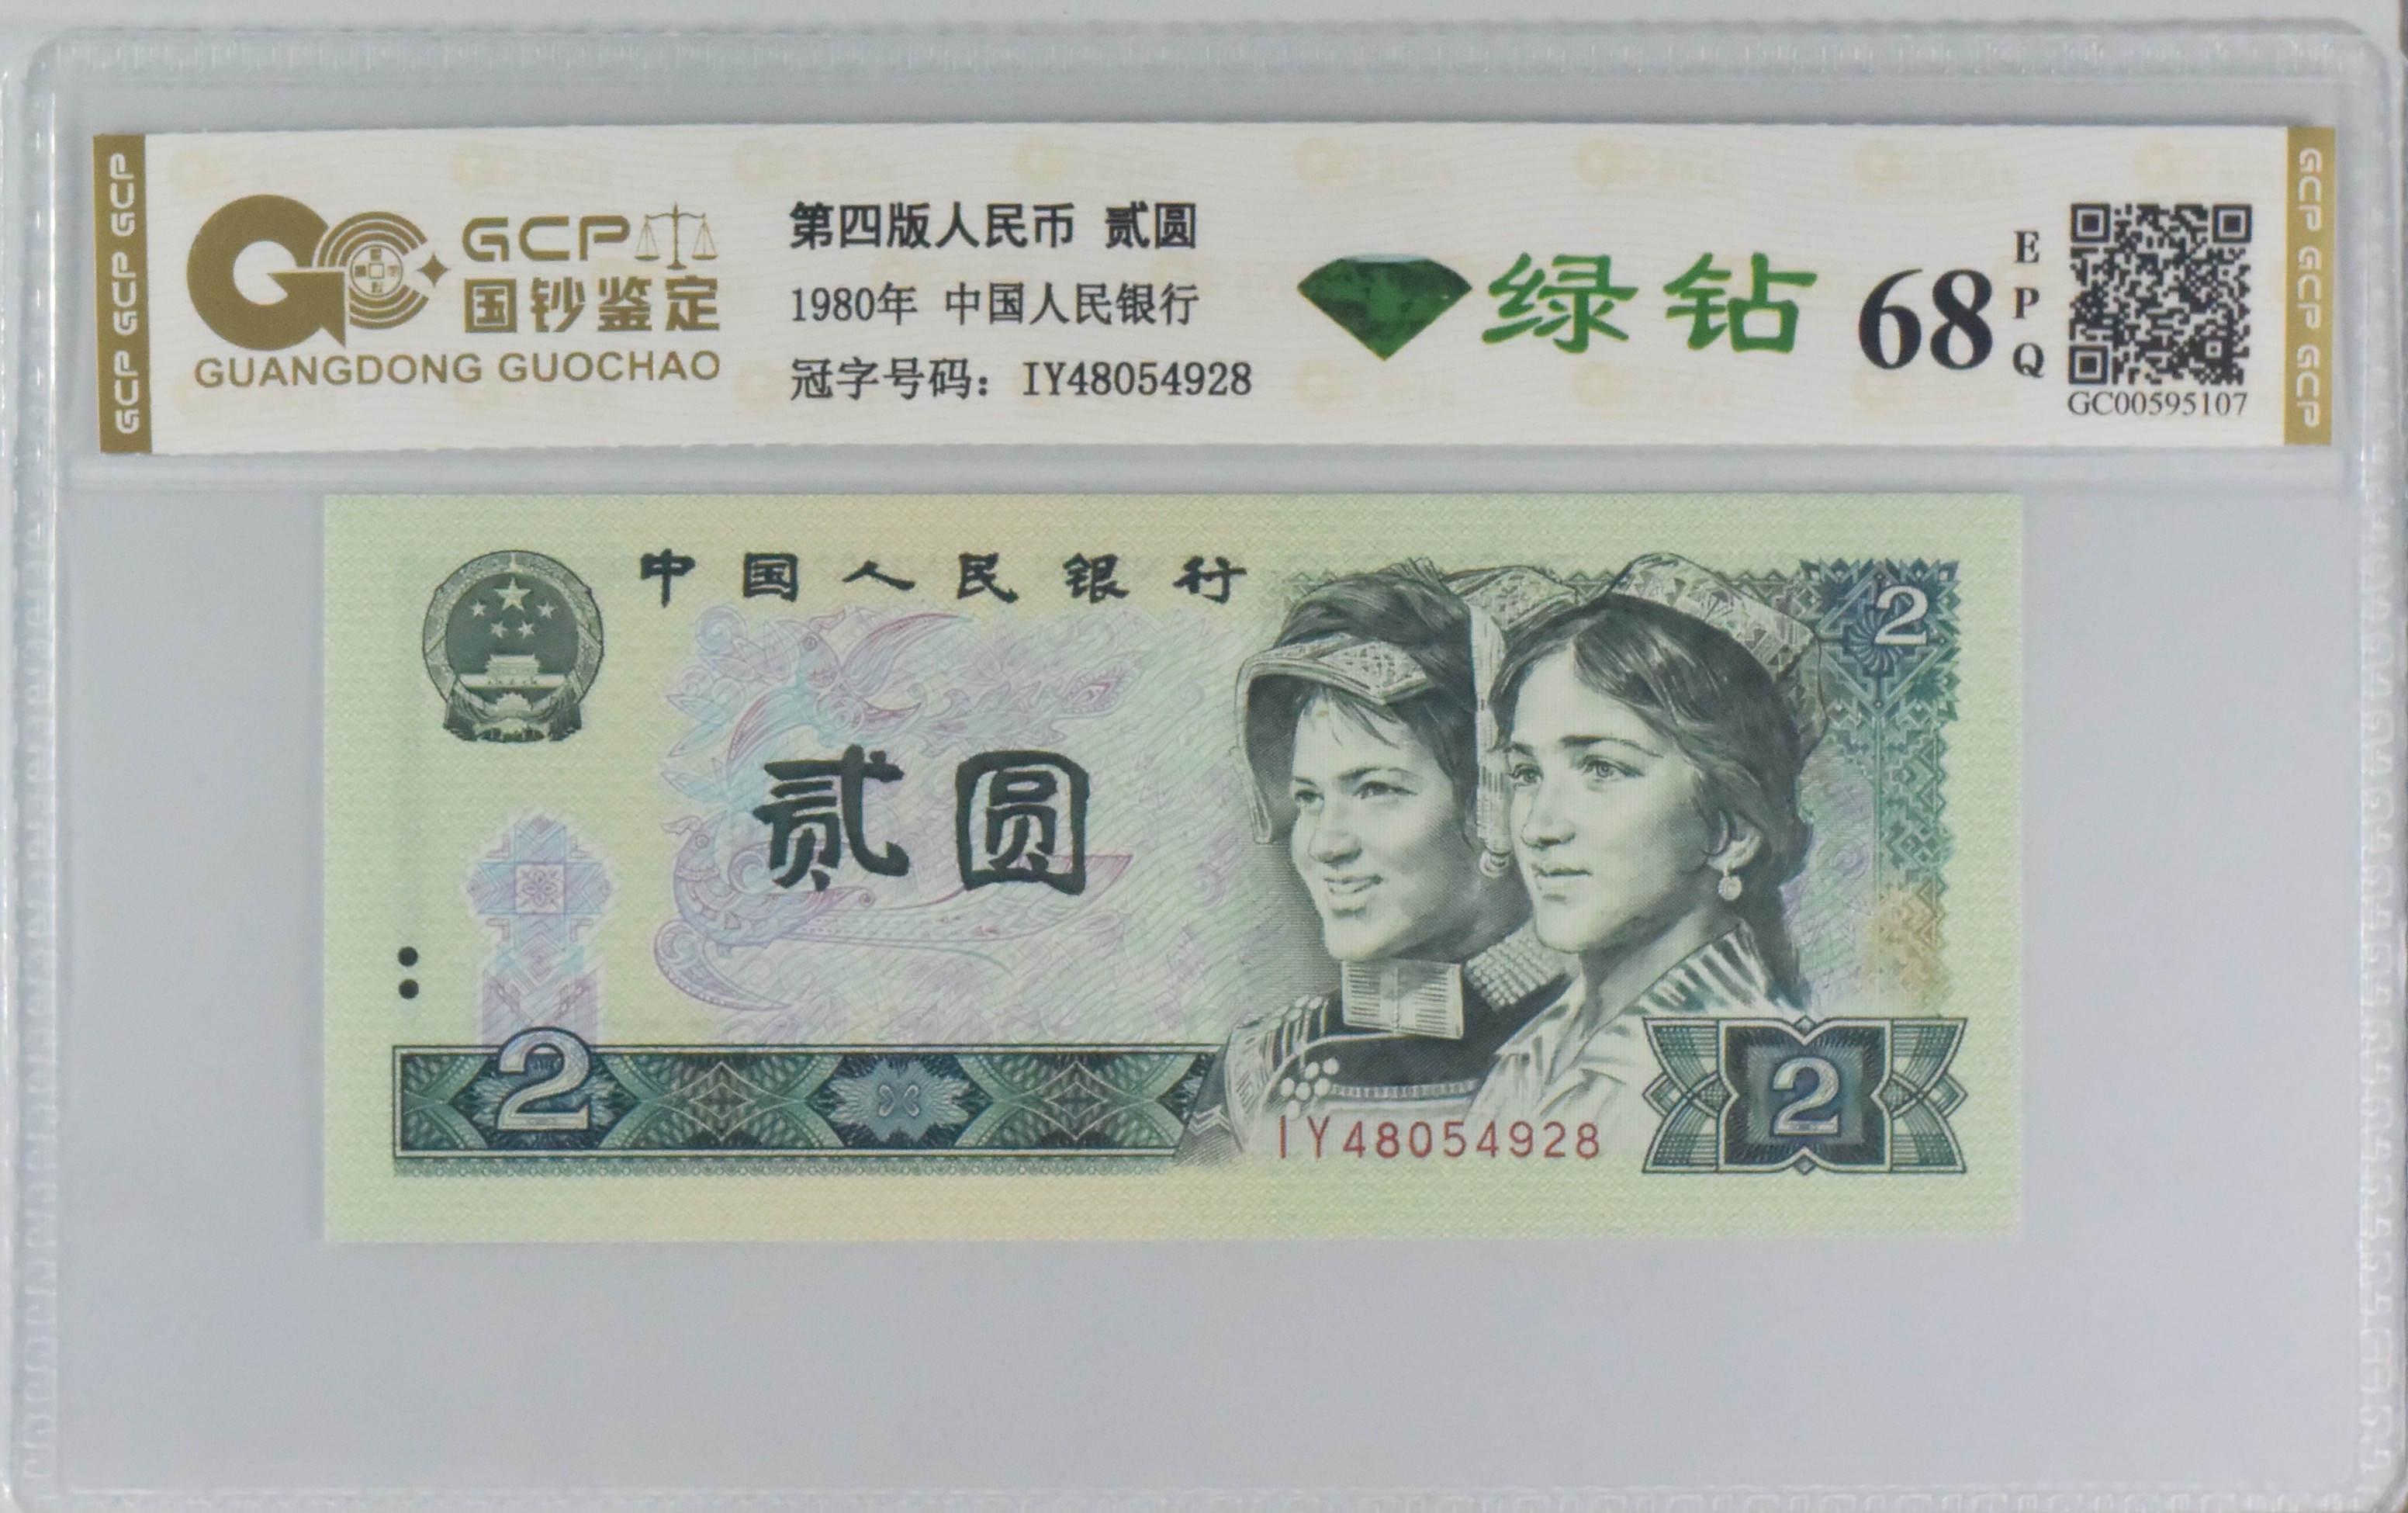 GCP GCP GCP
GCP
国钞鉴定
GUANGDONG GUOCHAO
第四版人民币 贰圆
1980年 中国人民银行
冠字号码：IY48054928
绿钻
68
EPQ
GC00595107
GCP GCP GCP
中国人民银行
2
贰圆
2
IY48054928
2